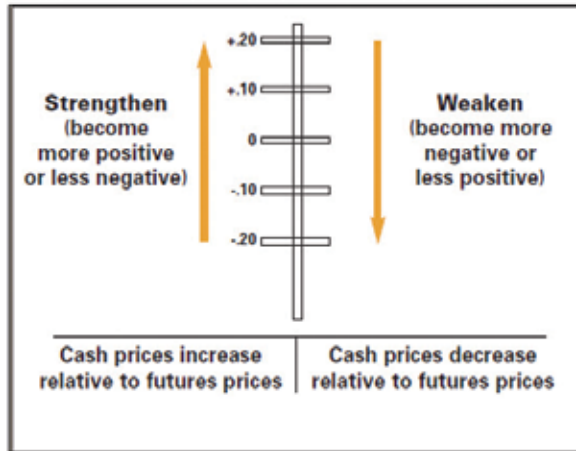 +.20
+.10
0
-.10
-.20
Strengthen
(become
more positive
or less negative)
Weaken
(become more
negative or
less positive)
Cash prices increase
relative to futures prices
Cash prices decrease
relative to futures prices